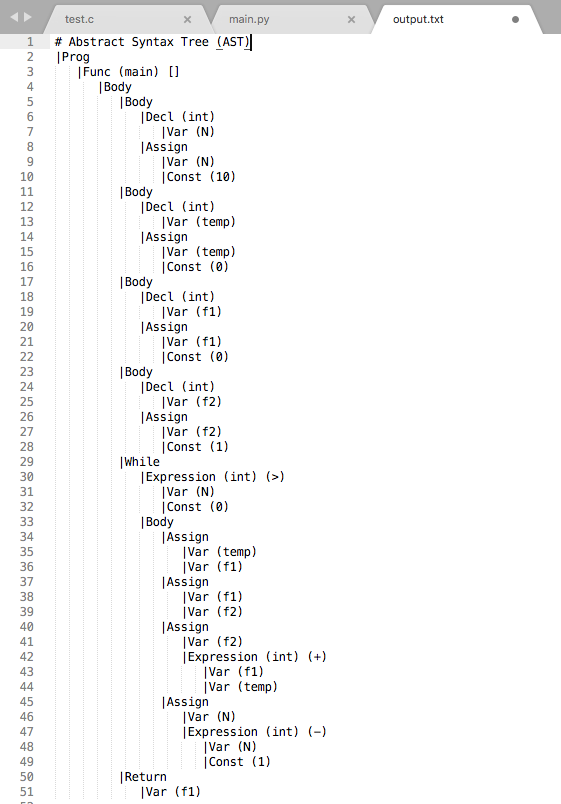 test.c × main.py × output.txt
1 # Abstract Syntax Tree (AST)
2 |Prog
3 |Func (main) []
4 |Body
5 |Body
6 |Decl (int)
7 |Var (N)
8 |Assign
9 |Var (N)
10 |Const (10)
11 |Body
12 |Decl (int)
13 |Var (temp)
14 |Assign
15 |Var (temp)
16 |Const (0)
17 |Body
18 |Decl (int)
19 |Var (f1)
20 |Assign
21 |Var (f1)
22 |Const (0)
23 |Body
24 |Decl (int)
25 |Var (f2)
26 |Assign
27 |Var (f2)
28 |Const (1)
29 |While
30 |Expression (int) (>)
31 |Var (N)
32 |Const (0)
33 |Body
34 |Assign
35 |Var (temp)
36 |Var (f1)
37 |Assign
38 |Var (f1)
39 |Var (f2)
40 |Assign
41 |Var (f2)
42 |Expression (int) (+)
43 |Var (f1)
44 |Var (temp)
45 |Assign
46 |Var (N)
47 |Expression (int) (−)
48 |Var (N)
49 |Const (1)
50 |Return
51 |Var (f1)